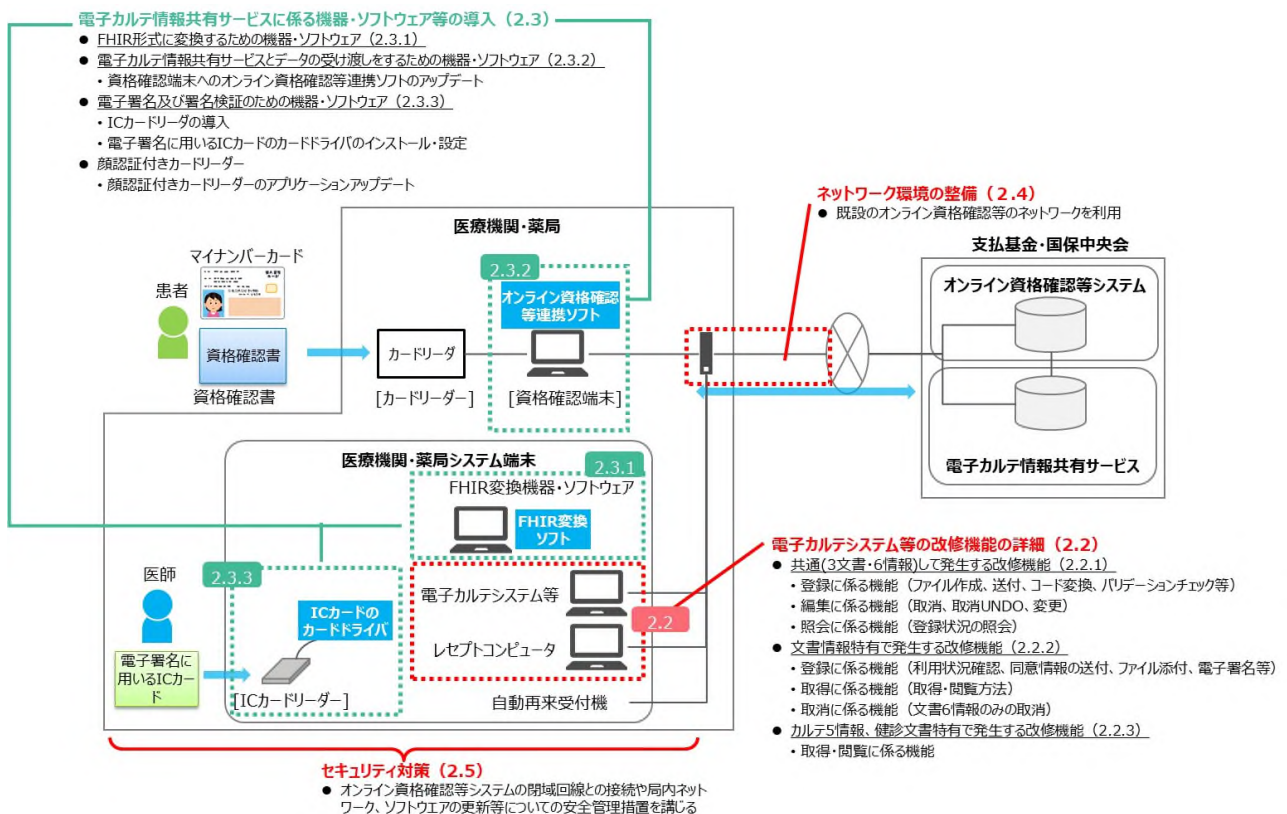 電子カルテ情報共有サービスに係る機器・ソフトウェア等の導入（2.3）
● FHIR形式に変換するための機器・ソフトウェア（2.3.1）
● 電子カルテ情報共有サービスとデータの受け渡しをするための機器・ソフトウェア（2.3.2）
・資格確認端末へのオンライン資格確認等連携ソフトのアップデート
● 電子署名及び署名検証のための機器・ソフトウェア（2.3.3）
・ICカードリーダの導入
・電子署名に用いるICカードのカードドライバのインストール・設定
● 顔認証付きカードリーダー
・顔認証付きカードリーダーのアプリケーションアップデート
ネットワーク環境の整備（2.4）
● 既設のオンライン資格確認等のネットワークを利用
医療機関・薬局
支払基金・国保中央会
マイナンバーカード
患者
資格確認書
資格確認書
カードリーダ
[カードリーダー]
2.3.2
オンライン資格確認
等連携ソフト
[資格確認端末]
オンライン資格確認等システム
電子カルテ情報共有サービス
医療機関・薬局システム端末
2.3.1
FHIR変換機器・ソフトウェア
FHIR変換
ソフト
医師
電子署名に
用いるICカー
ド
2.3.3
ICカードの
カードドライバ
[ICカードリーダー]
電子カルテシステム等
2.2
レセプトコンピュータ
自動再来受付機
電子カルテシステム等の改修機能の詳細（2.2）
● 共通(3文書・6情報)して発生する改修機能（2.2.1）
・登録に係る機能（ファイル作成、送付、コード変換、バリデーションチェック等）
・編集に係る機能（取消、取消UNDO、変更）
・照会に係る機能（登録状況の照会）
● 文書情報特有で発生する改修機能（2.2.2）
・登録に係る機能（利用状況確認、同意情報の送付、ファイル添付、電子署名等）
・取得に係る機能（取得・閲覧方法）
・取消に係る機能（文書6情報のみの取消）
● カルテ5情報、健診文書特有で発生する改修機能（2.2.3）
・取得・閲覧に係る機能
セキュリティ対策（2.5）
● オンライン資格確認等システムの閉域回線との接続や局内ネット
ワーク、ソフトウエアの更新等についての安全管理措置を講じる